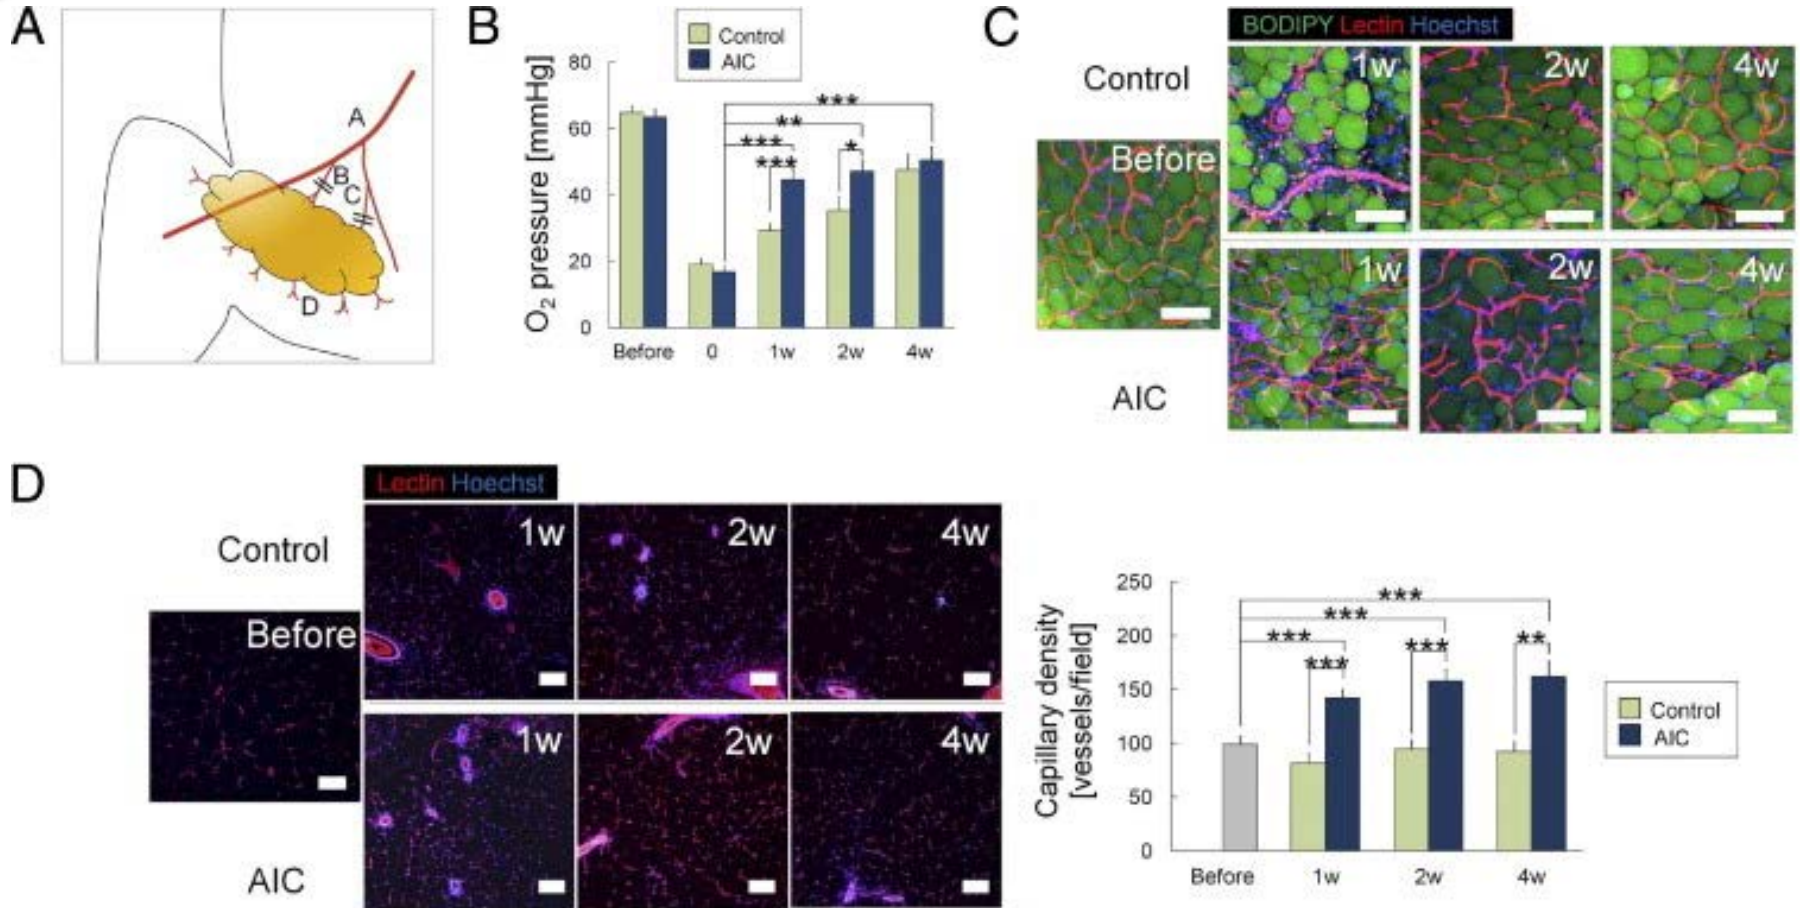 A
A
B
C
D
B
Control
AIC
O2 pressure [mmHg]
80
60
40
20
0
***
**
***
***
*
Before 0 1w 2w 4w
C
BODIPY Lectin Hoechst
Control
Before
AIC
1w 2w 4w
1w 2w 4w
D
Lectin Hoechst
Control
Before
AIC
1w 2w 4w
1w 2w 4w
Capillary density
[vessels/field]
250
200
150
100
50
0
***
***
***
***
***
**
Before 1w 2w 4w
Control
AIC